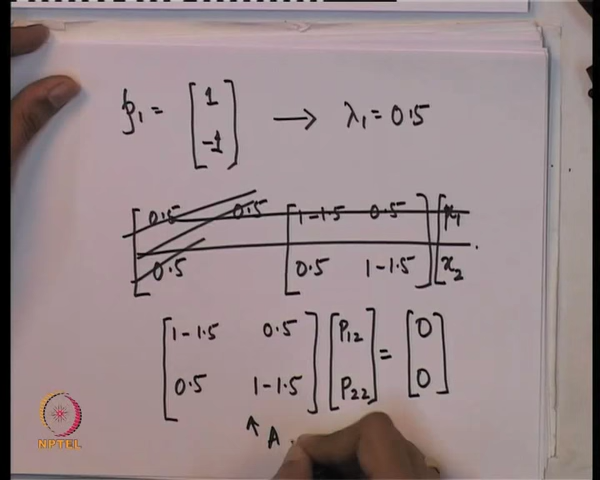 ξ₁ = [1 -1] → λ₁ = 0.5
[0.5 0.5 [1-1.5 0.5] [x₁
0.5 0.5 1-1.5] x₂ .
[1-1.5 0.5] [P₁₂] = [0]
[0.5 1-1.5] [P₂₂] [0]
↑ A
NPTEL